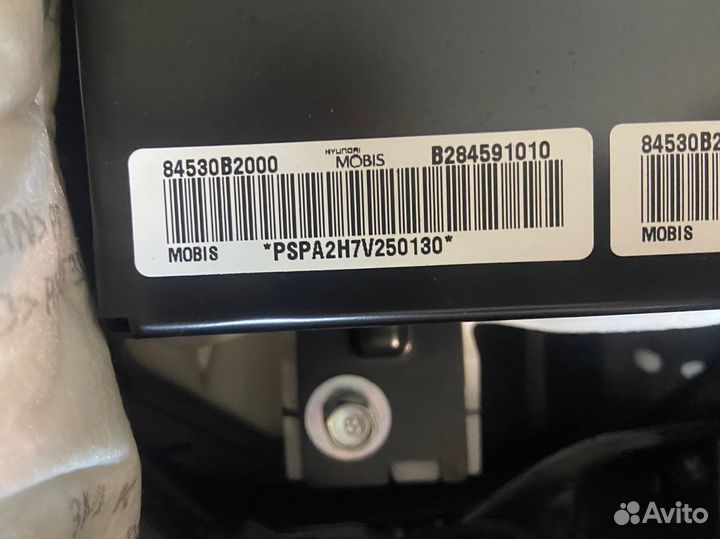 84530B2000 HYUNDAI MOBIS B284591010
MOBIS *PSPA2H7V250130*
84530B2
MOBIS
Avito